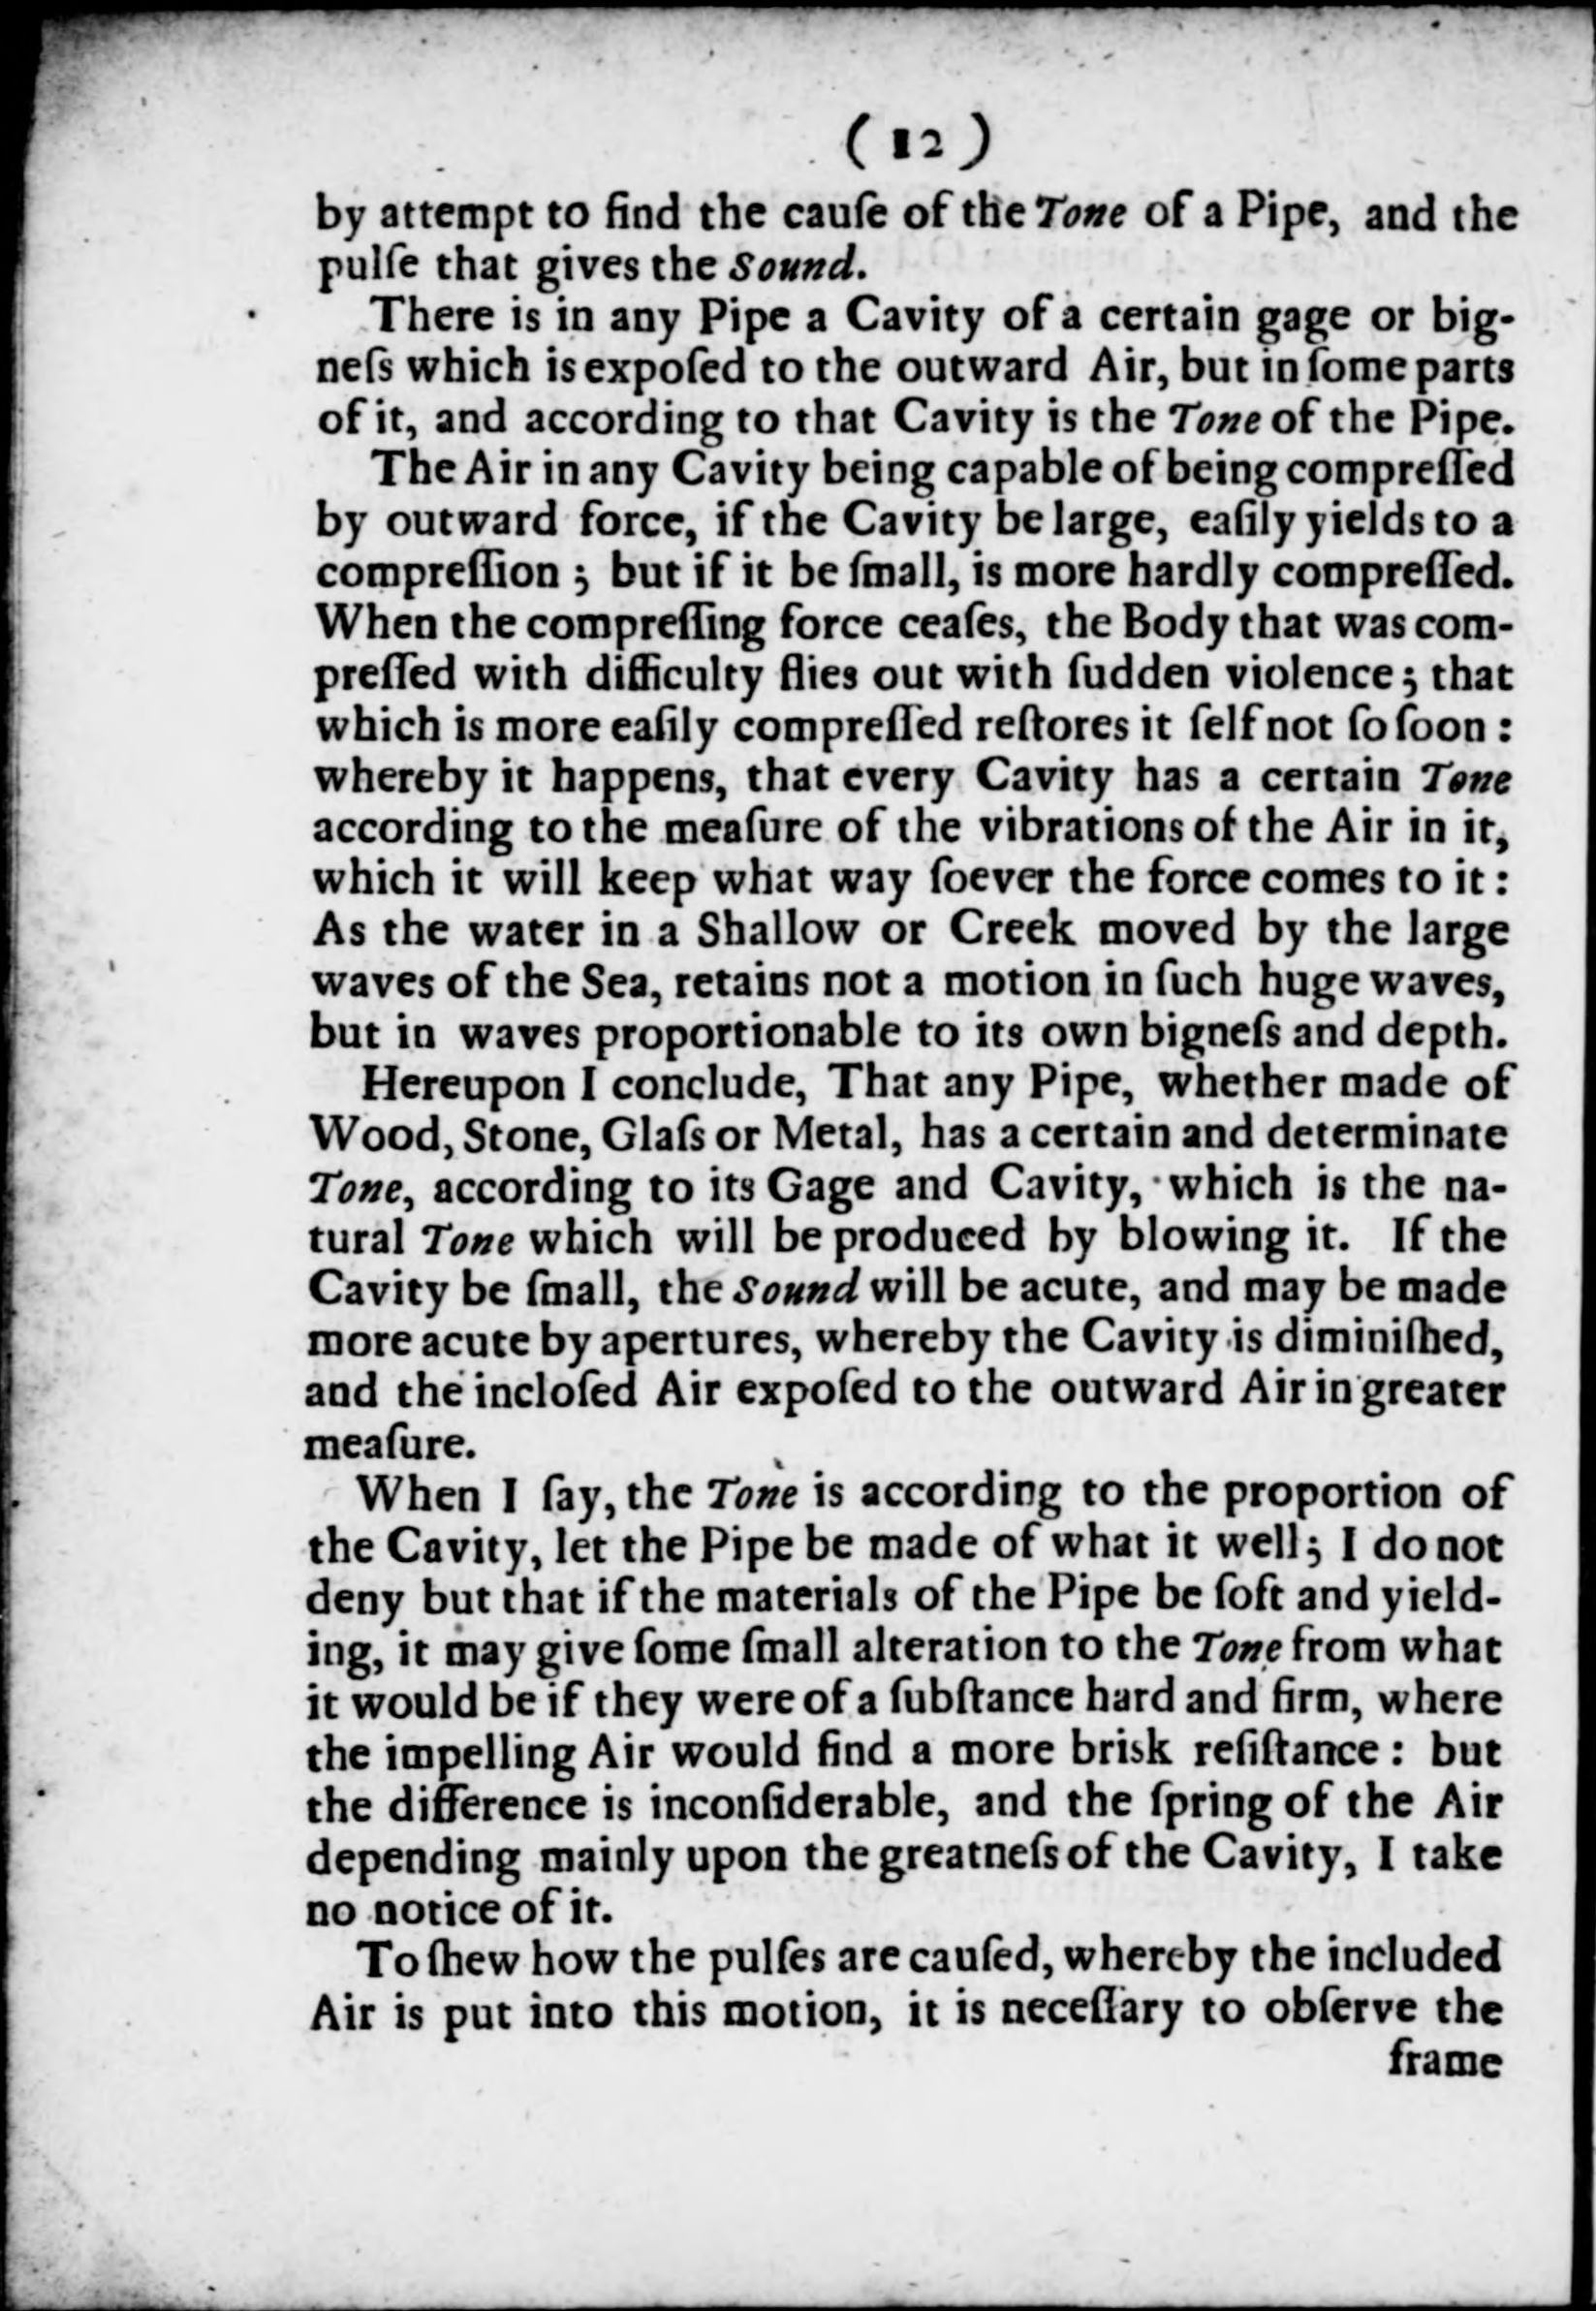 ( 12 )
by attempt to find the cauſe of the Tone of a Pipe, and the
pulſe that gives the Sound.
There is in any Pipe a Cavity of a certain gage or big-
neſs which is expoſed to the outward Air, but in ſome parts
of it, and according to that Cavity is the Tone of the Pipe.
The Air in any Cavity being capable of being compreſſed
by outward force, if the Cavity be large, eaſily yields to a
compreſſion ; but if it be ſmall, is more hardly compreſſed.
When the compreſſing force ceaſes, the Body that was com-
preſſed with difficulty flies out with ſudden violence ; that
which is more eaſily compreſſed reſtores it ſelf not ſo ſoon :
whereby it happens, that every Cavity has a certain Tone
according to the meaſure of the vibrations of the Air in it,
which it will keep what way ſoever the force comes to it :
As the water in a Shallow or Creek moved by the large
waves of the Sea, retains not a motion in ſuch huge waves,
but in waves proportionable to its own bigneſs and depth.
Hereupon I conclude, That any Pipe, whether made of
Wood, Stone, Glaſs or Metal, has a certain and determinate
Tone, according to its Gage and Cavity, which is the na-
tural Tone which will be produced by blowing it. If the
Cavity be ſmall, the Sound will be acute, and may be made
more acute by apertures, whereby the Cavity is diminiſhed,
and the incloſed Air expoſed to the outward Air in greater
meaſure.
When I ſay, the Tone is according to the proportion of
the Cavity, let the Pipe be made of what it well ; I do not
deny but that if the materials of the Pipe be ſoft and yield-
ing, it may give ſome ſmall alteration to the Tone from what
it would be if they were of a ſubſtance hard and firm, where
the impelling Air would find a more brisk reſiſtance : but
the difference is inconſiderable, and the ſpring of the Air
depending mainly upon the greatneſs of the Cavity, I take
no notice of it.
To ſhew how the pulſes are cauſed, whereby the included
Air is put into this motion, it is neceſſary to obſerve the
frame